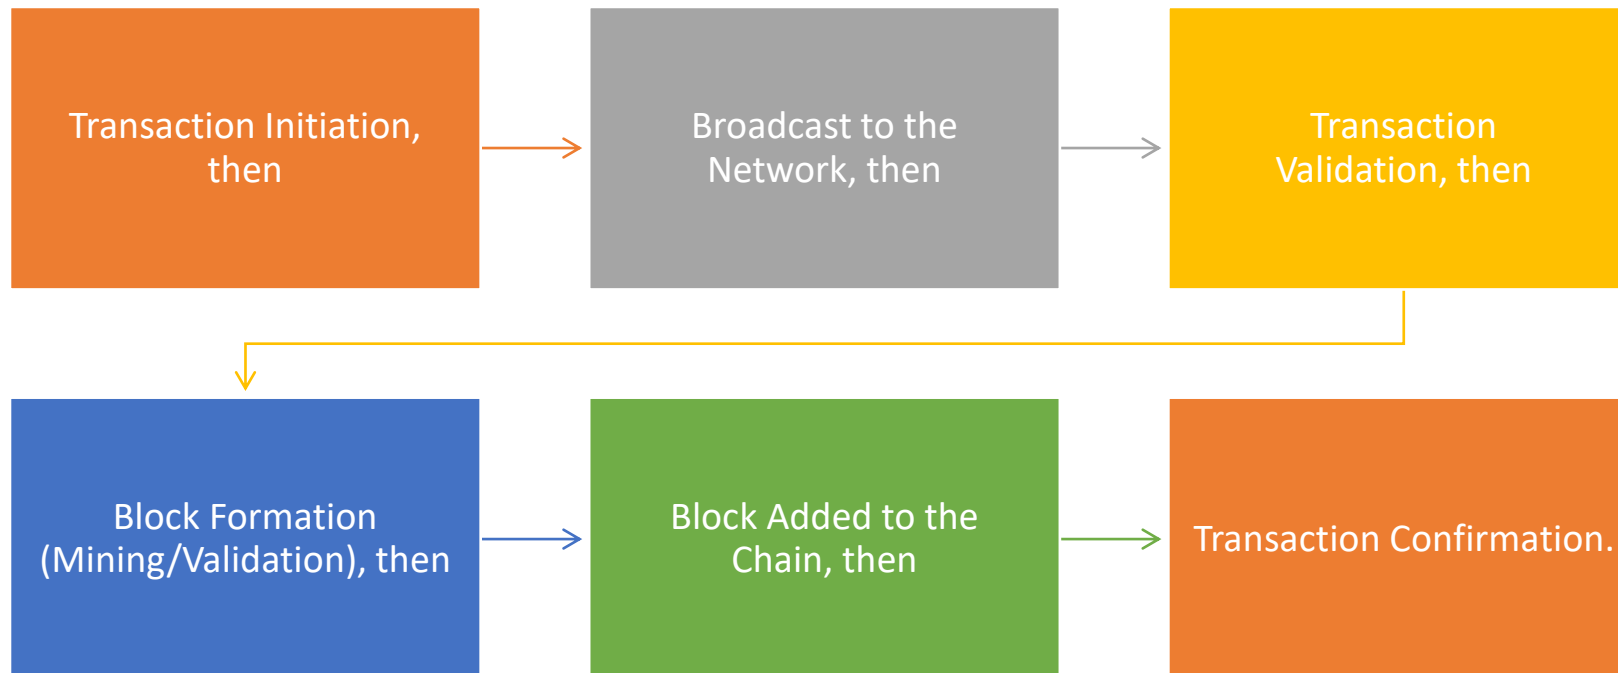 Transaction Initiation,
then
Broadcast to the
Network, then
Transaction
Validation, then
Block Formation
(Mining/Validation), then
Block Added to the
Chain, then
Transaction Confirmation.